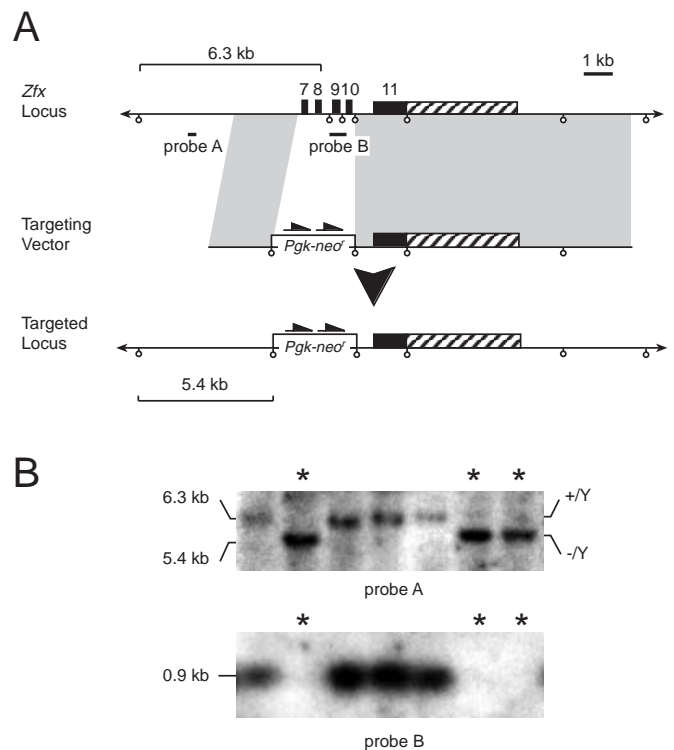 A
6.3 kb
1 kb
Zfx
Locus
7 8 9 10 11
probe A
probe B
Targeting
Vector
Pgk-neoʳ
Targeted
Locus
Pgk-neoʳ
5.4 kb
B
* * *
6.3 kb
+/Y
5.4 kb
-/Y
probe A
* * *
0.9 kb
probe B